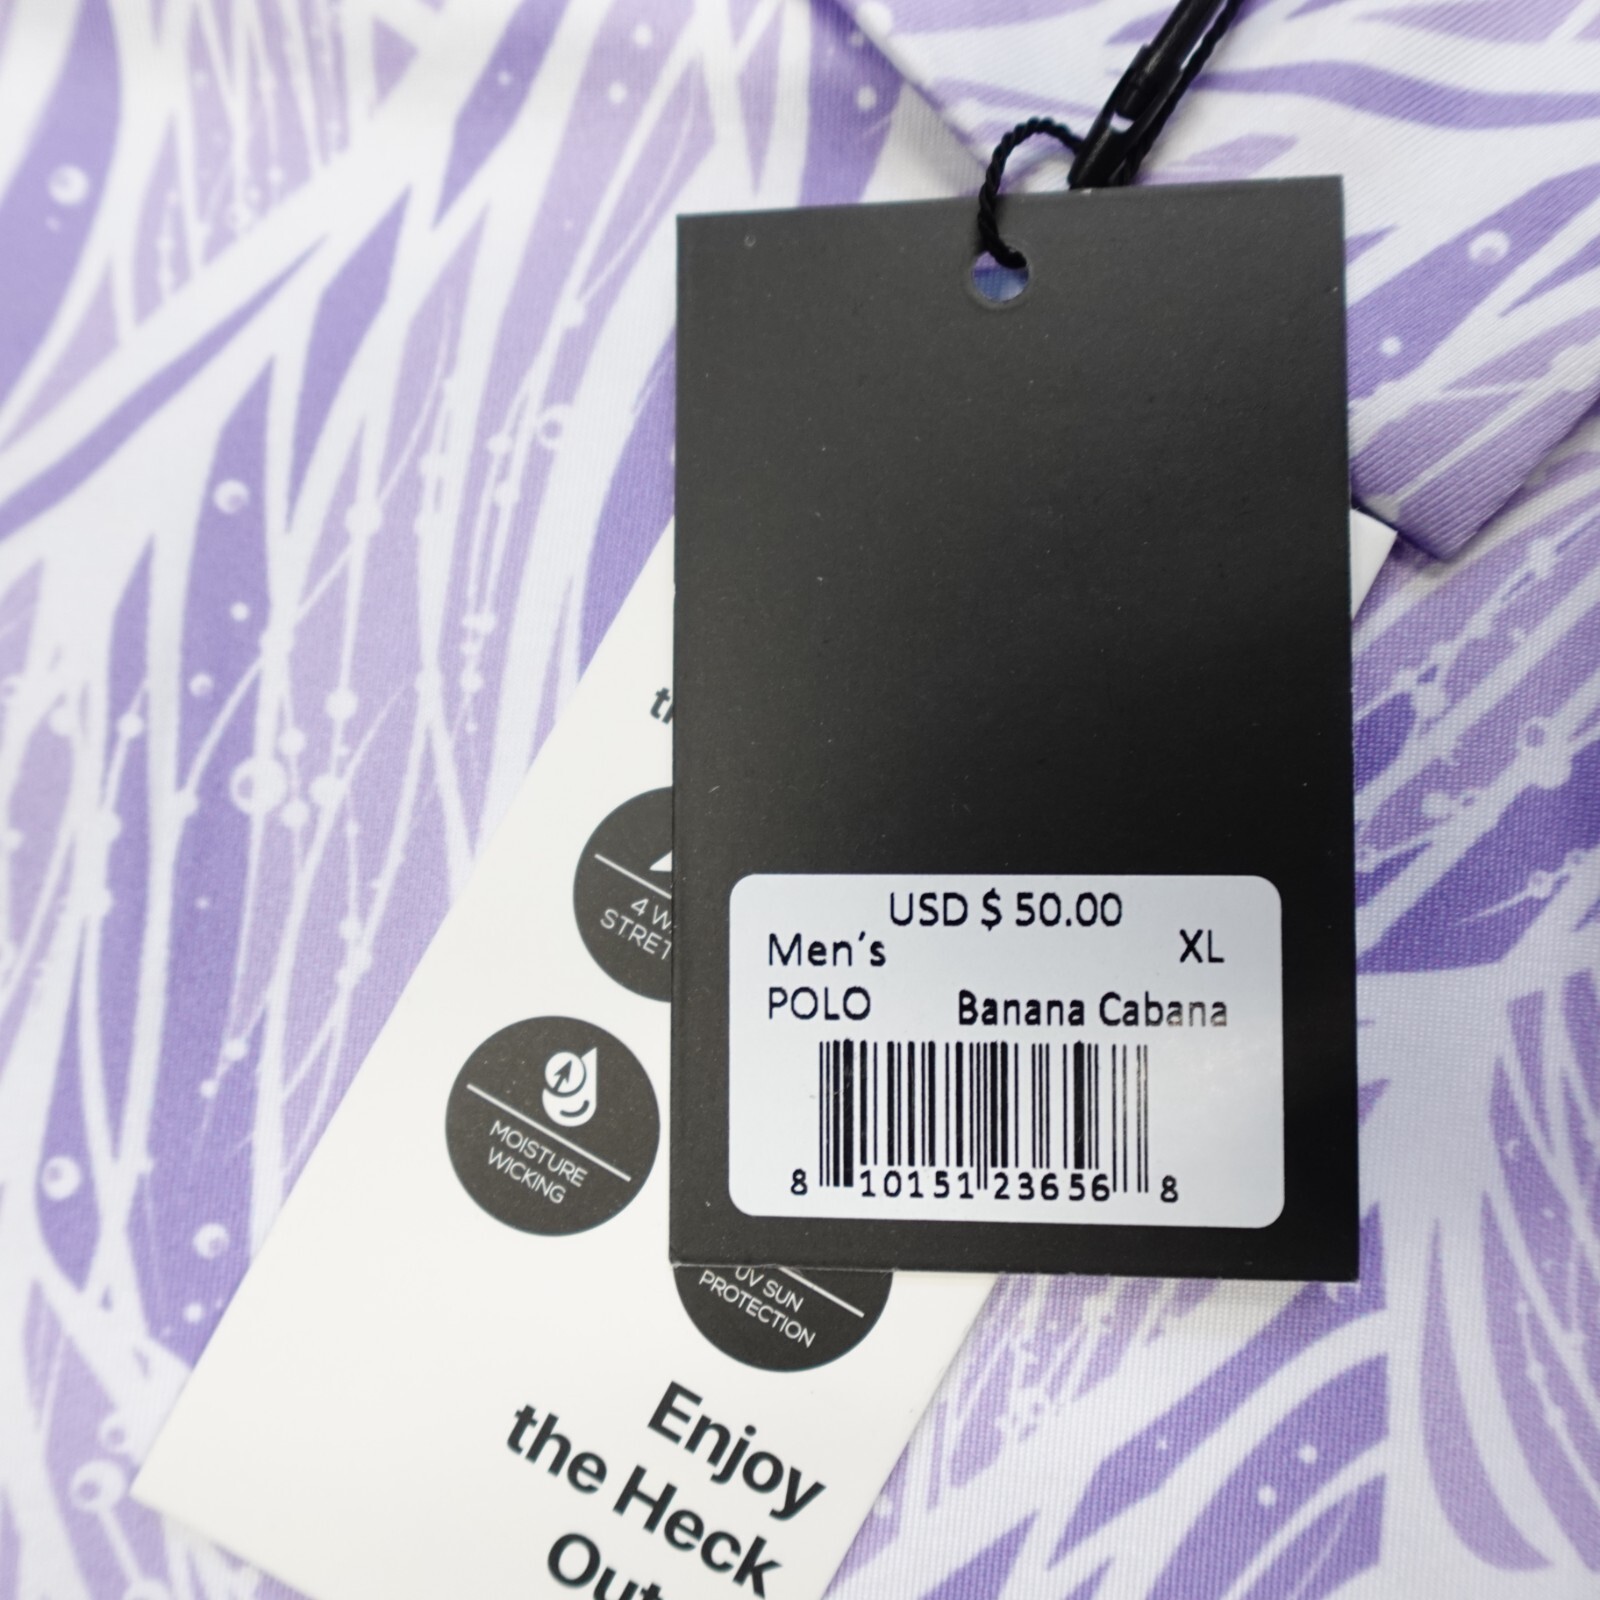 USD $ 50.00
Men's XL
POLO Banana Cabana
8 10151 23656 8
4
MOISTURE
WICKING
UV SUN
PROTECTION
Enjoy
the Heck